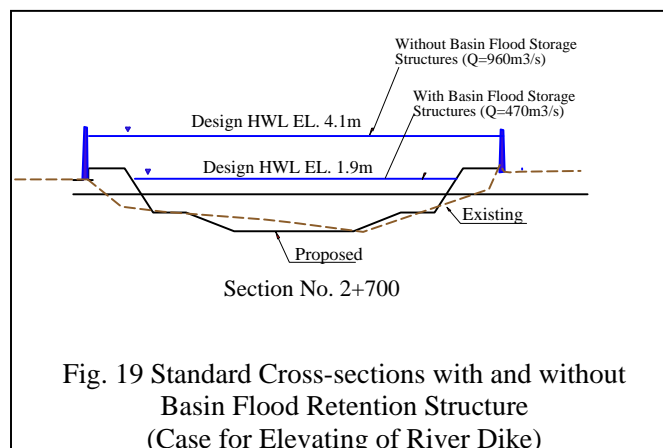 Without Basin Flood Storage
Structures (Q=960m3/s)
With Basin Flood Storage
Structures (Q=470m3/s)
Design HWL EL. 4.1m
Design HWL EL. 1.9m
Existing
Proposed
Section No. 2+700
Fig. 19 Standard Cross-sections with and without
Basin Flood Retention Structure
(Case for Elevating of River Dike)